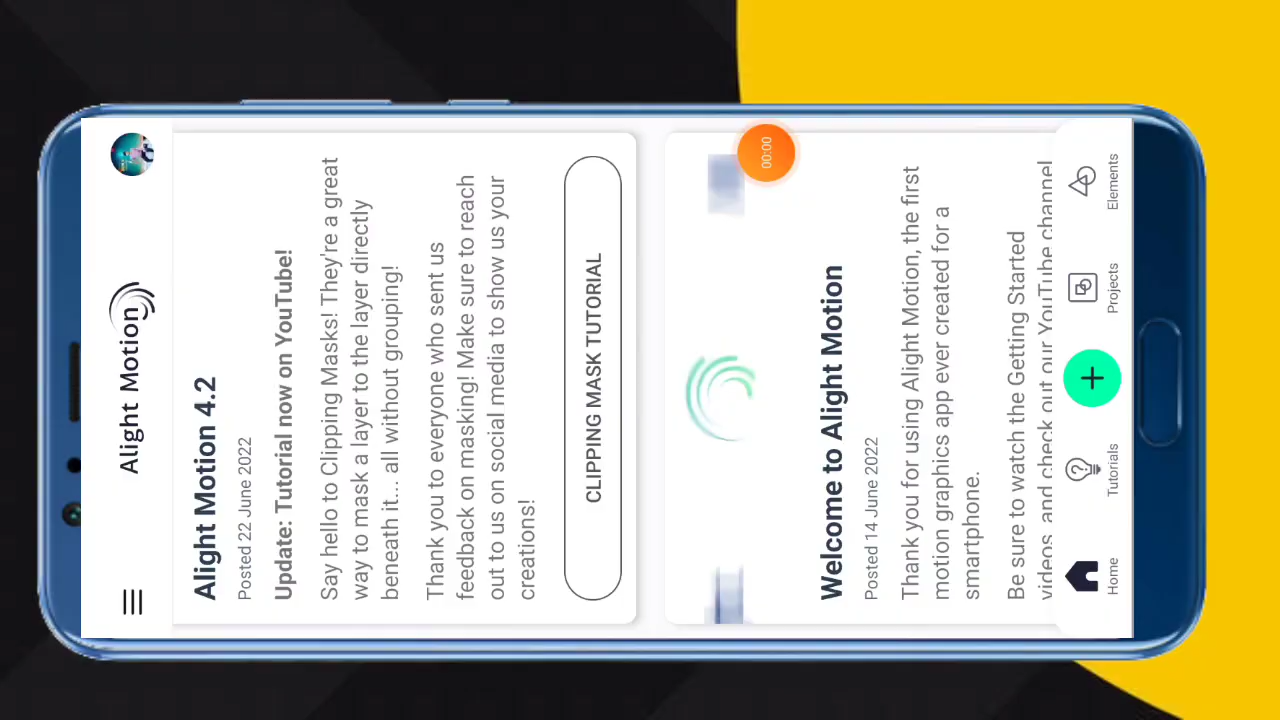 Alight Motion
Alight Motion 4.2
Posted 22 June 2022
Update: Tutorial now on YouTube!
Say hello to Clipping Masks! They're a great
way to mask a layer to the layer directly
beneath it... all without grouping!
Thank you to everyone who sent us
feedback on masking! Make sure to reach
out to us on social media to show us your
creations!
CLIPPING MASK TUTORIAL
00:00
Welcome to Alight Motion
Posted 14 June 2022
Thank you for using Alight Motion, the first
motion graphics app ever created for a
smartphone.
Be sure to watch the Getting Started
videos and check out our YouTube channel
Home
Tutorials
Projects
Elements